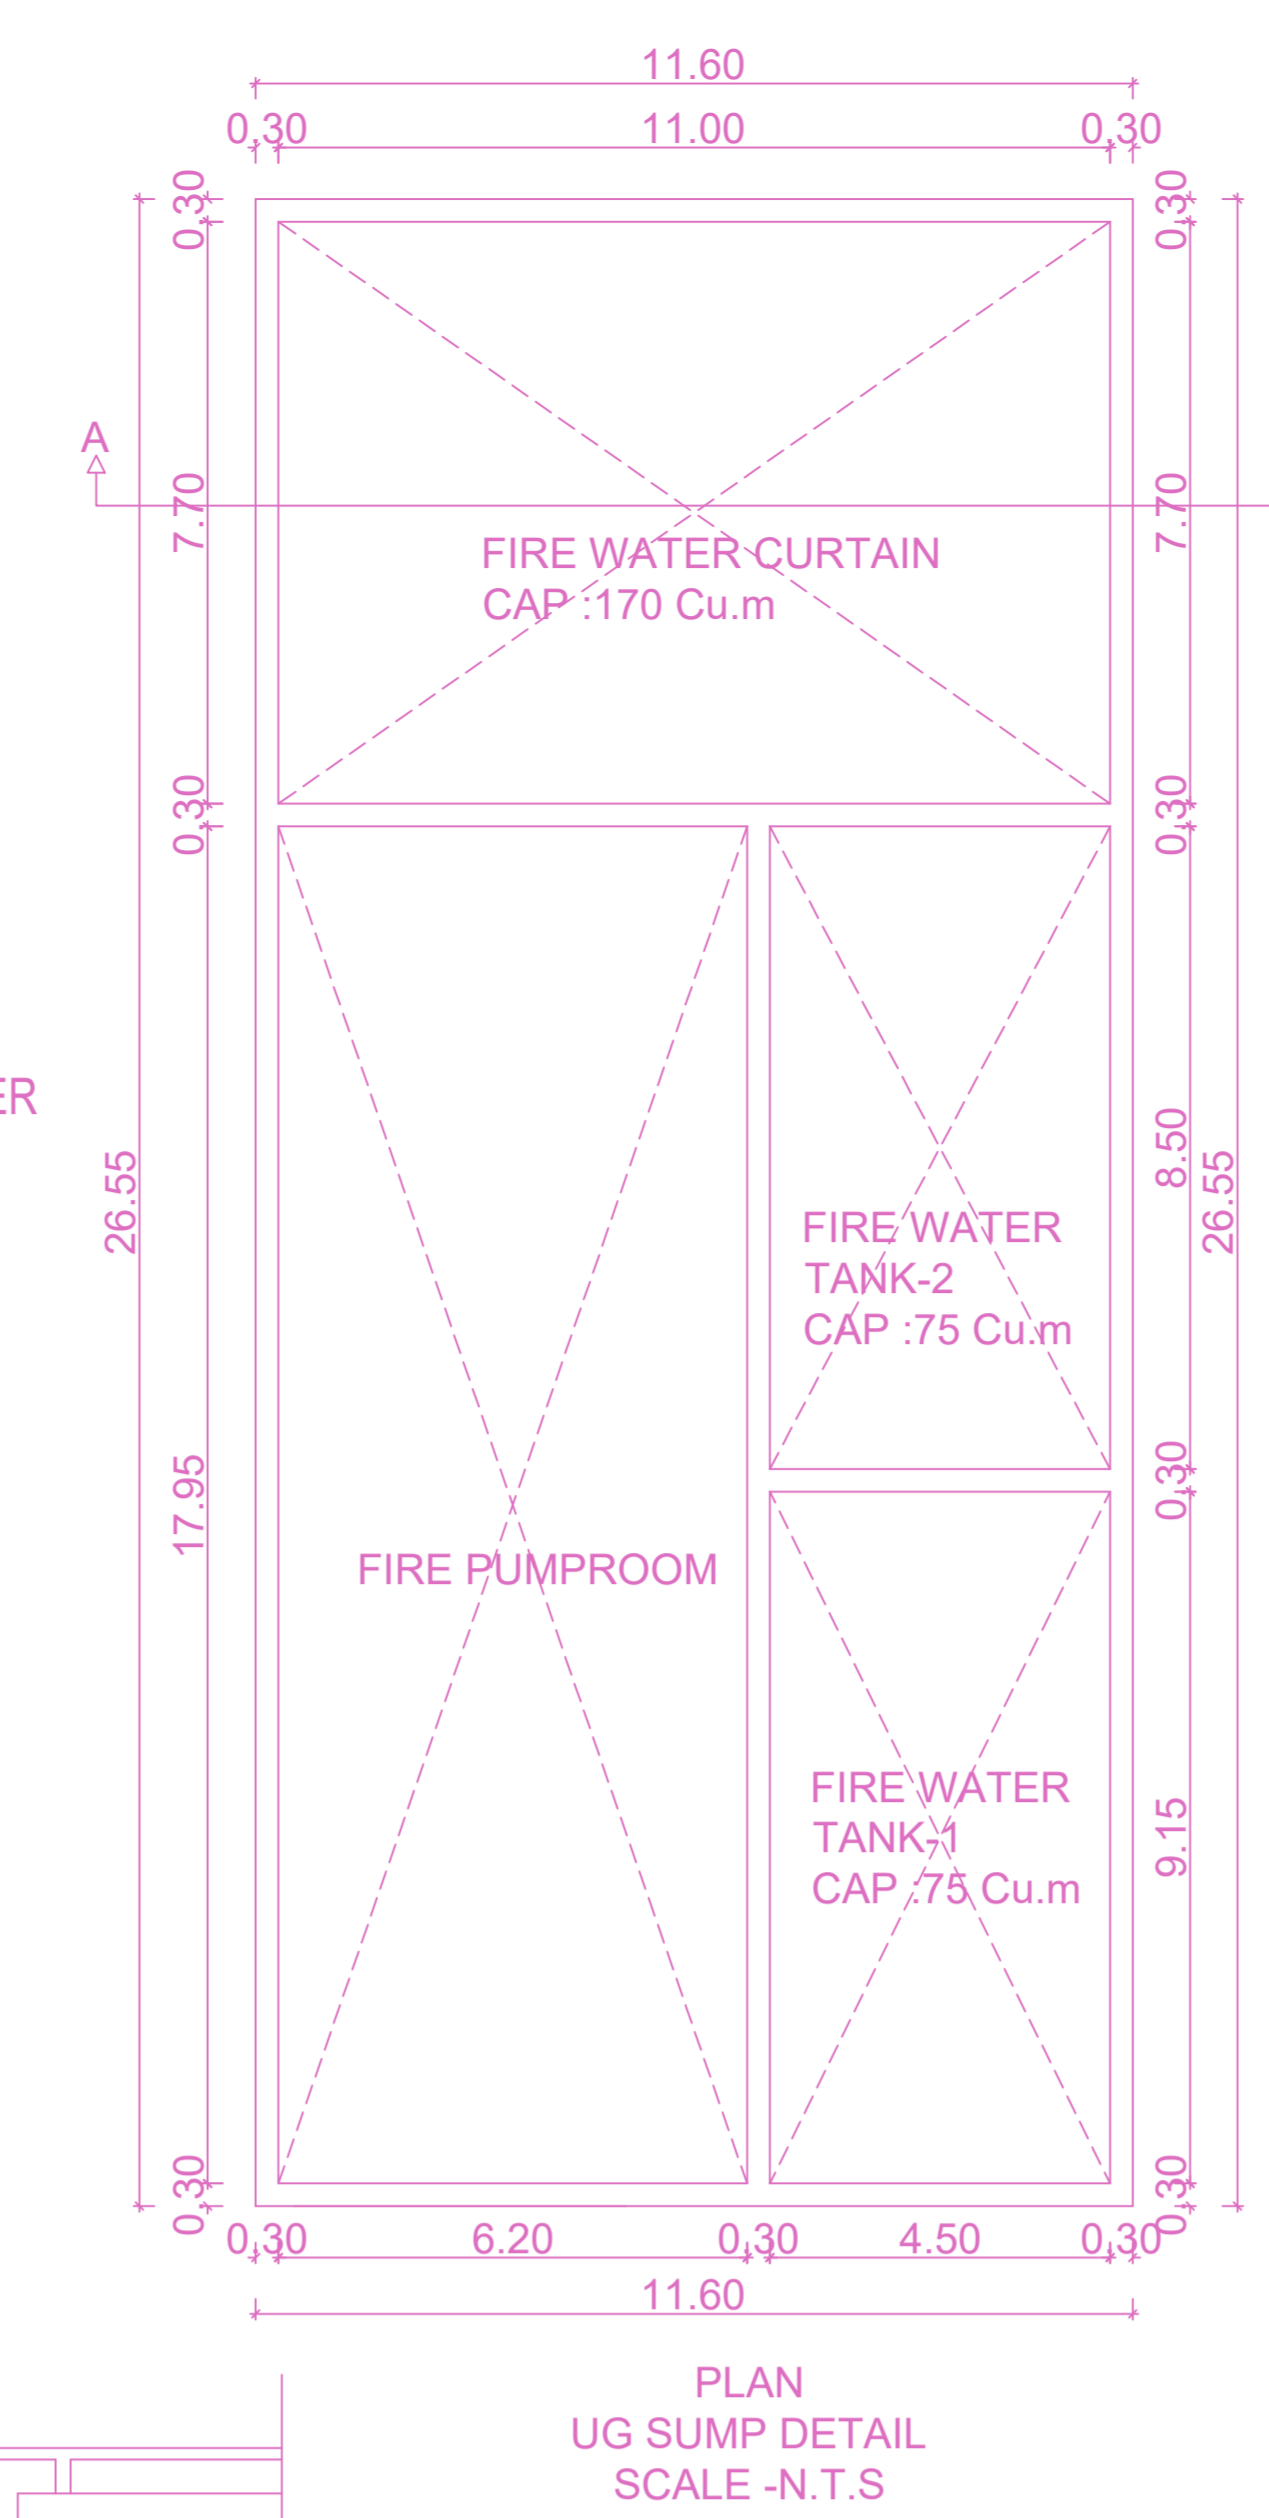 11.60
0.30 11.00 0.30
0.30
0.30
A
7.70
7.70
FIRE WATER CURTAIN
CAP :170 Cu.m
0.30
0.30
ER
26.55
8.50
26.55
FIRE WATER
TANK-2
CAP :75 Cu.m
17.95
0.30
FIRE PUMPROOM
FIRE WATER
TANK-1
CAP :75 Cu.m
9.15
0.30
0.30
0.30 6.20 0.30 4.50 0.30
11.60
PLAN
UG SUMP DETAIL
SCALE -N.T.S